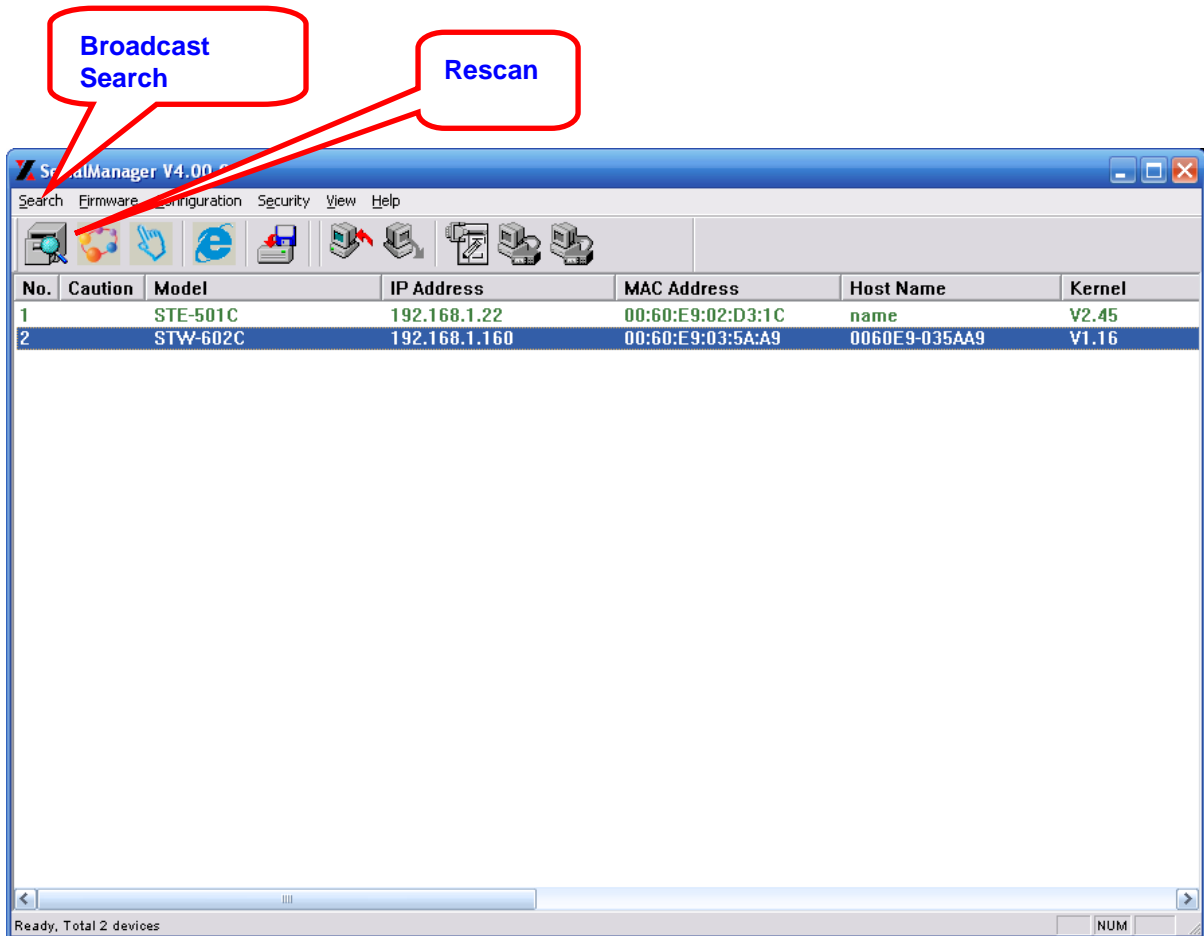 Broadcast
Search
Rescan
V4.00
Search Firmware Configuration Security View Help
No. Caution Model IP Address MAC Address Host Name Kernel
1 STE-501C 192.168.1.22 00:60:E9:02:D3:1C name V2.45
2 STW-602C 192.168.1.160 00:60:E9:03:5A:A9 0060E9-035AA9 V1.16
Ready, Total 2 devices NUM